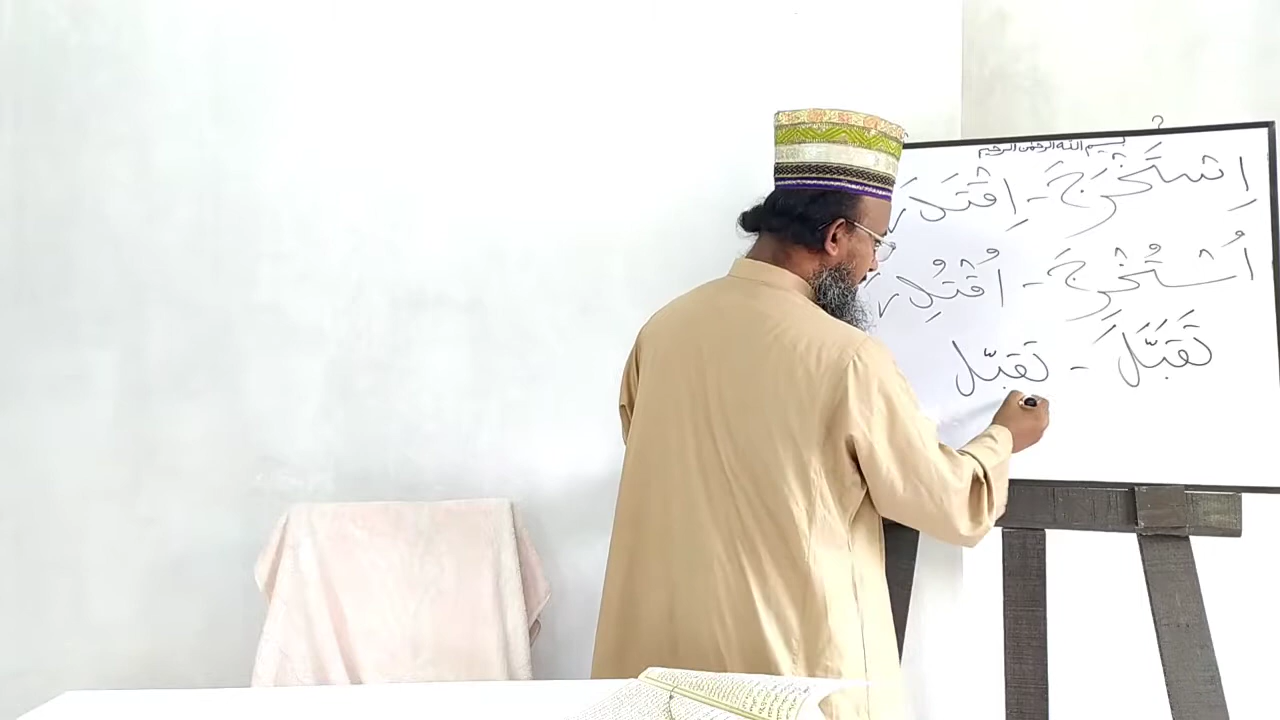 بسم الله الرحمن الرحيم
اِسْتَخْرَجَ - اِقْتَدَر
اُسْتُخْرِجَ - اُقْتُدِر
تَقَبَّلَ - تقبّل